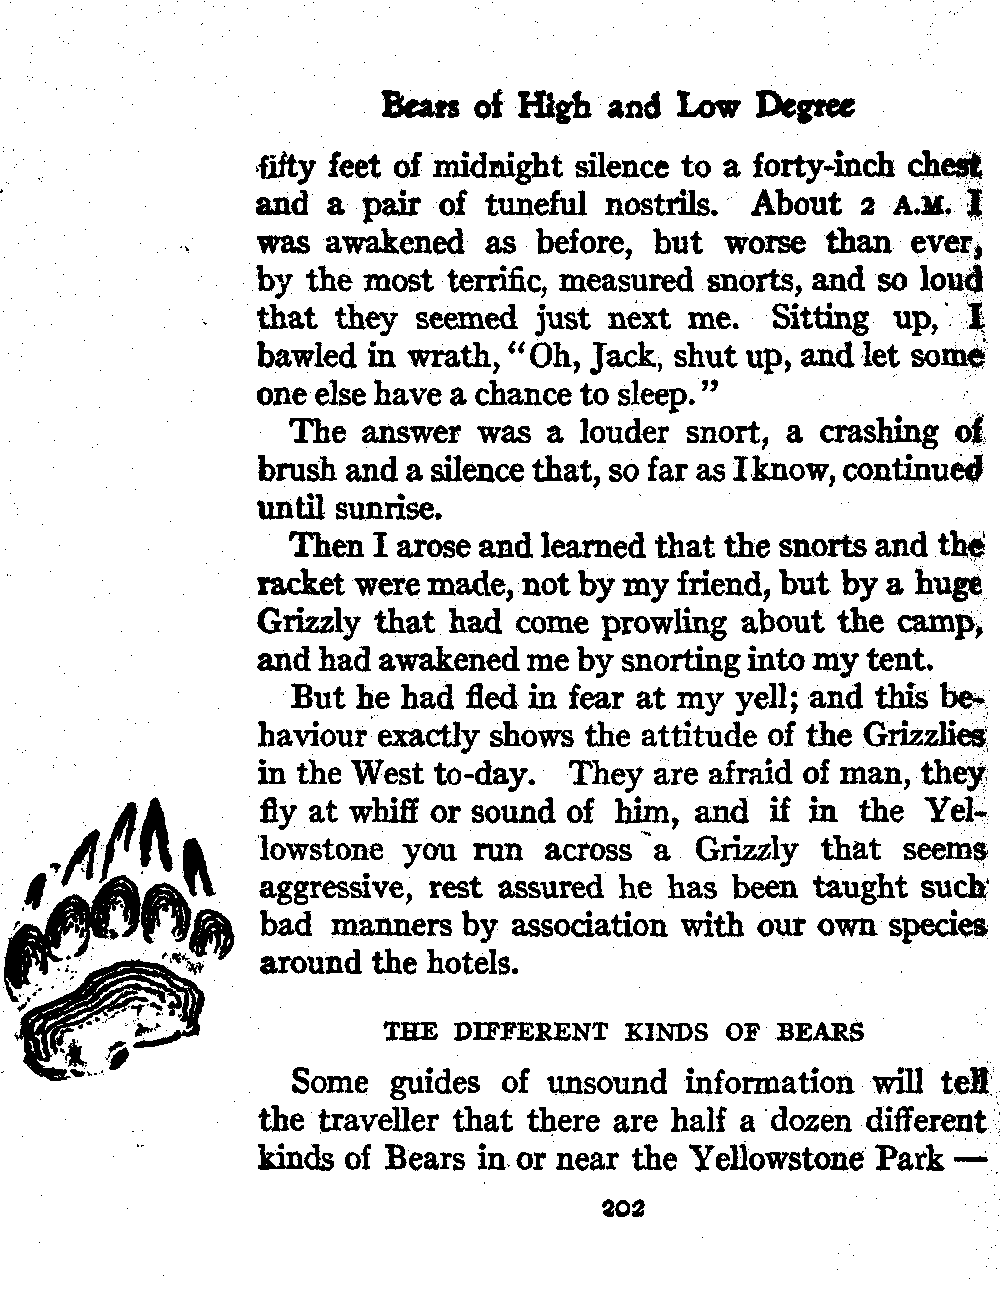 Bears of High and Low Degree
fifty feet of midnight silence to a forty-inch chest
and a pair of tuneful nostrils. About 2 A.M. I
was awakened as before, but worse than ever,
by the most terrific, measured snorts, and so loud
that they seemed just next me. Sitting up, I
bawled in wrath, “Oh, Jack, shut up, and let some
one else have a chance to sleep.”
The answer was a louder snort, a crashing of
brush and a silence that, so far as I know, continued
until sunrise.
Then I arose and learned that the snorts and the
racket were made, not by my friend, but by a huge
Grizzly that had come prowling about the camp,
and had awakened me by snorting into my tent.
But he had fled in fear at my yell; and this be-
haviour exactly shows the attitude of the Grizzlies
in the West to-day. They are afraid of man, they
fly at whiff or sound of him, and if in the Yel-
lowstone you run across a Grizzly that seems
aggressive, rest assured he has been taught such
bad manners by association with our own species
around the hotels.
THE DIFFERENT KINDS OF BEARS
Some guides of unsound information will tell
the traveller that there are half a dozen different
kinds of Bears in or near the Yellowstone Park —
202